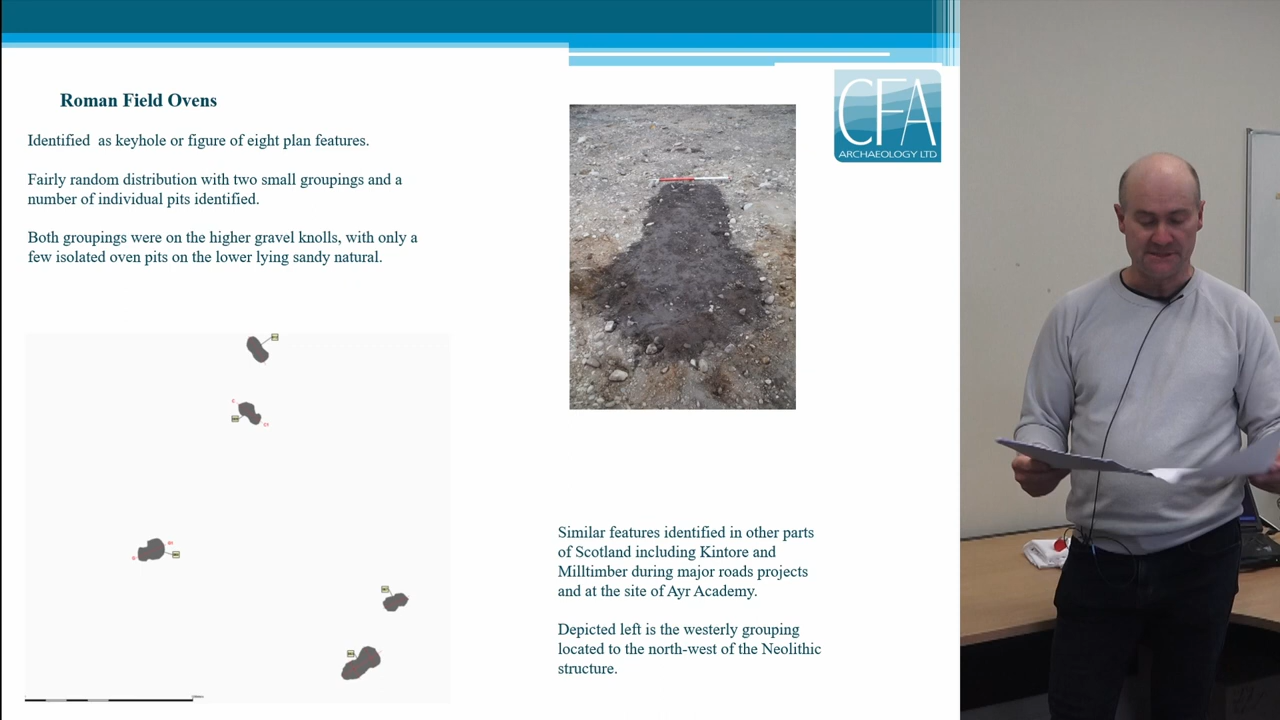 Roman Field Ovens
Identified as keyhole or figure of eight plan features.
Fairly random distribution with two small groupings and a
number of individual pits identified.
Both groupings were on the higher gravel knolls, with only a
few isolated oven pits on the lower lying sandy natural.
CFA
ARCHAEOLOGY LTD
Similar features identified in other parts
of Scotland including Kintore and
Milltimber during major roads projects
and at the site of Ayr Academy.
Depicted left is the westerly grouping
located to the north-west of the Neolithic
structure.